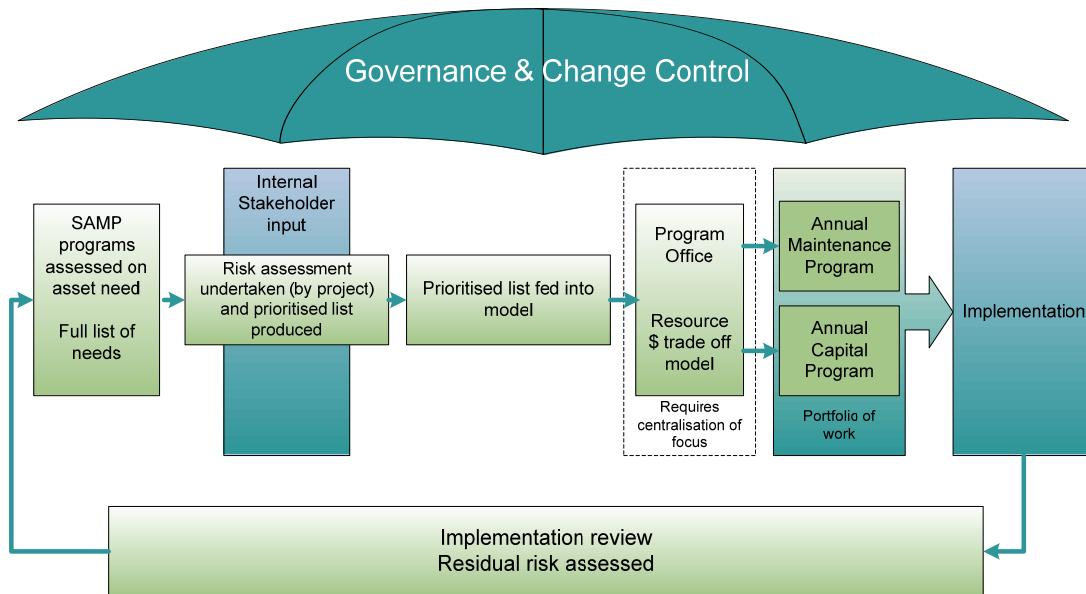 Governance & Change Control
SAMP
programs
assessed on
asset need
Full list of
needs
Internal
Stakeholder
input
Risk assessment
undertaken (by project)
and prioritised list
produced
Prioritised list fed into
model
Program
Office
Resource
$ trade off
model
Requires
centralisation of
focus
Annual
Maintenance
Program
Annual
Capital
Program
Portfolio of
work
Implementation
Implementation review
Residual risk assessed